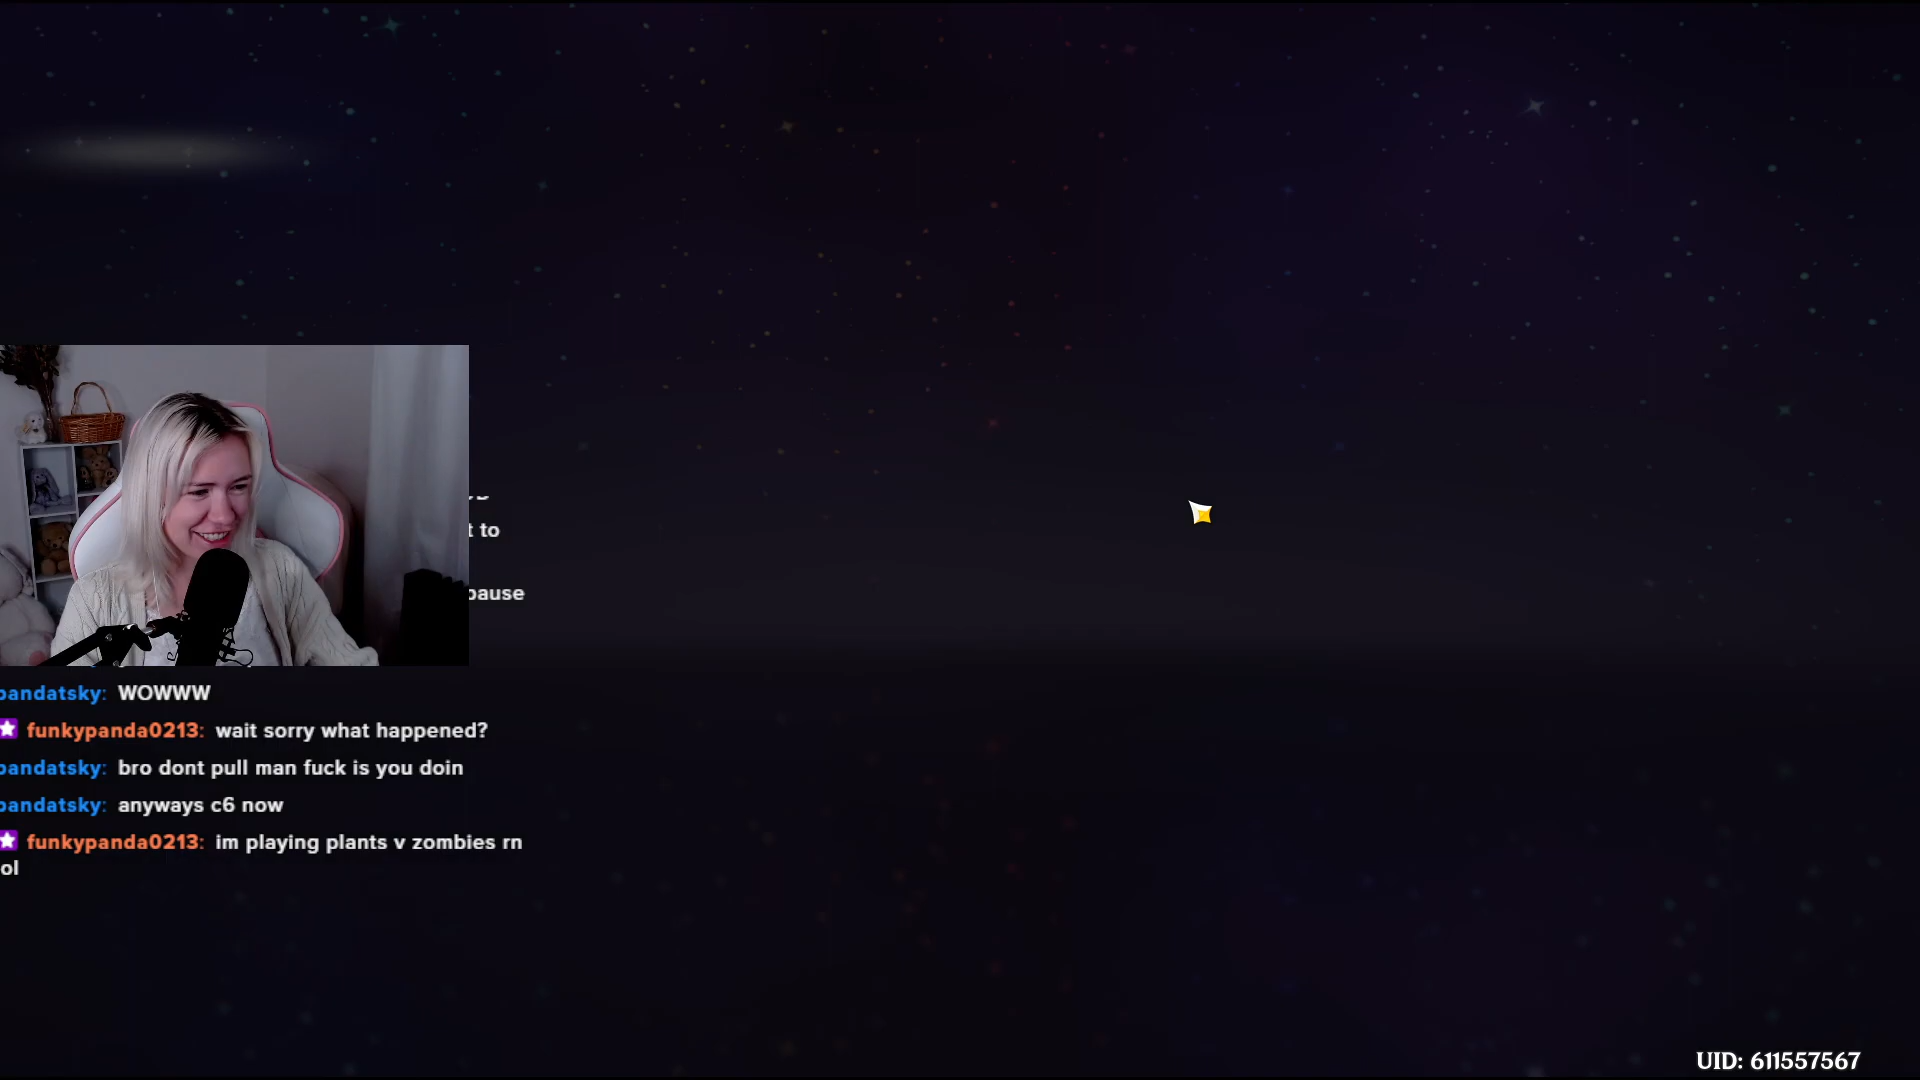 t to
pause
pandatsky: WOWWW
funkypanda0213: wait sorry what happened?
pandatsky: bro dont pull man fuck is you doin
pandatsky: anyways c6 now
funkypanda0213: im playing plants v zombies rn
ol
UID: 611557567